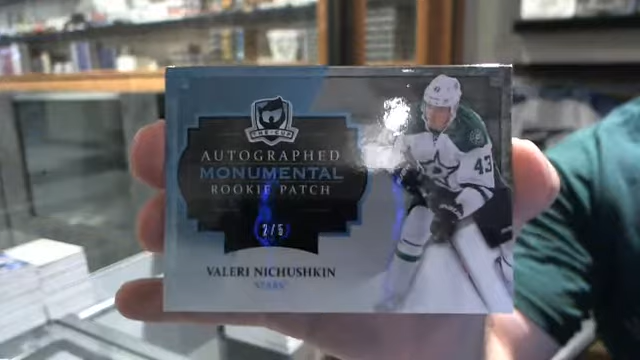 THE CUP
AUTOGRAPHED
MONUMENTAL
ROOKIE PATCH
2/5
VALERI NICHUSHKIN
STARS
43